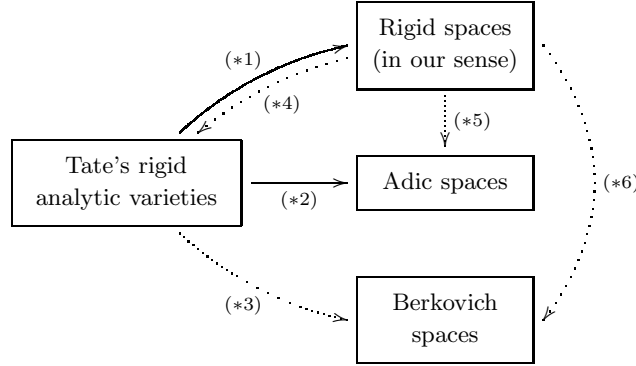 Rigid spaces
(in our sense)
(∗1)
(∗4)
(∗5)
Tate's rigid
analytic varieties
(∗2)
Adic spaces
(∗6)
(∗3)
Berkovich
spaces